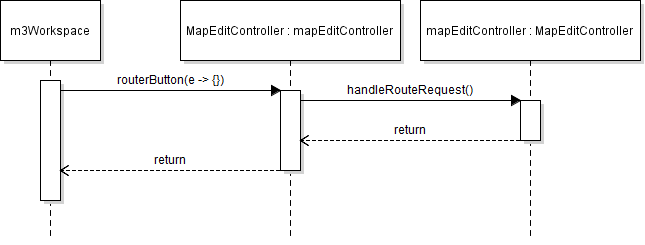 m3Workspace
MapEditController : mapEditController
mapEditController : MapEditController
routerButton(e -> {})
handleRouteRequest()
return
return